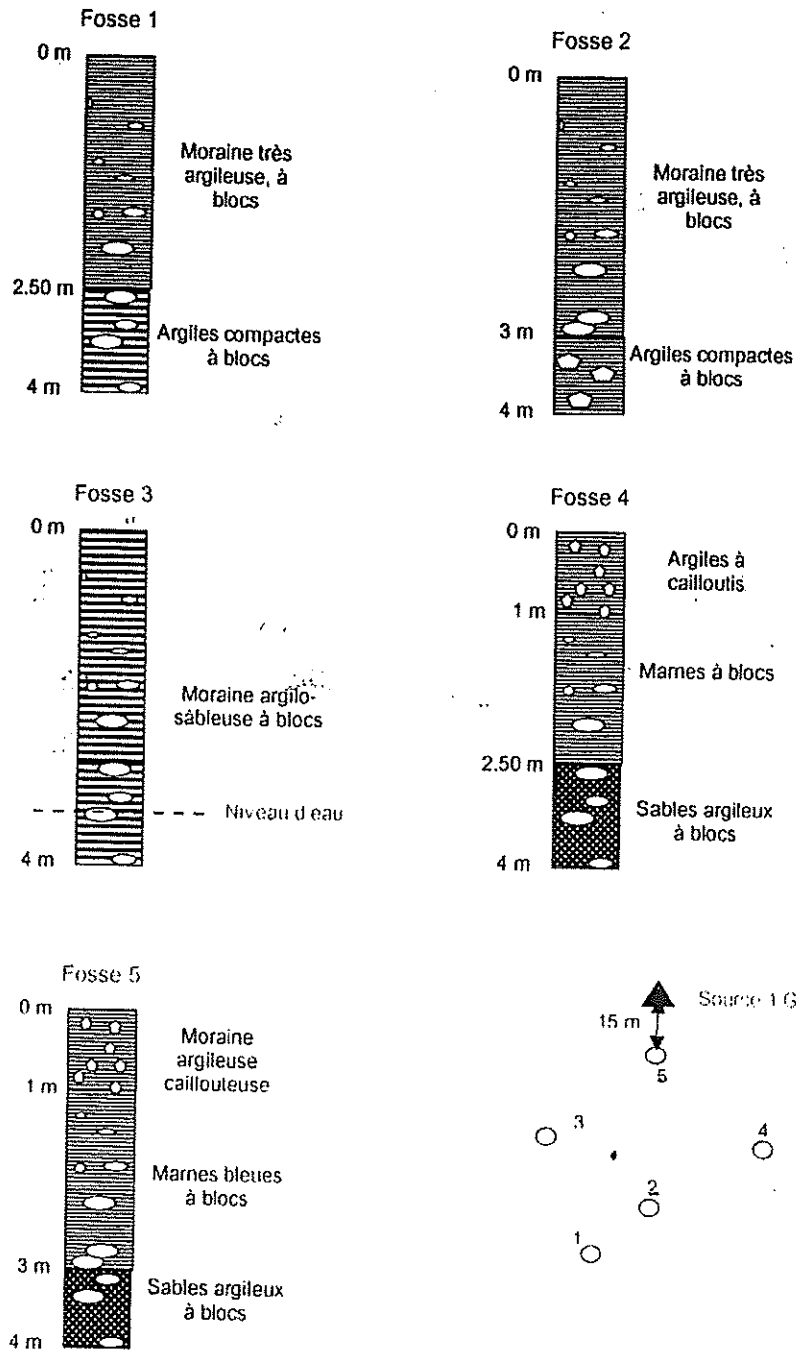 Fosse 1
0 m
Moraine très
argileuse, à
blocs
2.50 m
Argiles compactes
à blocs
4 m
Fosse 2
0 m
Moraine très
argileuse, à
blocs
3 m
Argiles compactes
à blocs
4 m
Fosse 3
0 m
Moraine argilo-
sableuse à blocs
Niveau d eau
4 m
Fosse 4
0 m
Argiles à
cailloutis
1 m
Marnes à blocs
2.50 m
Sables argileux
à blocs
4 m
Fosse 5
0 m
Moraine
argileuse
caillouteuse
1 m
Marnes bleues
à blocs
3 m
Sables argileux
à blocs
4 m
Source 1 G
15 m
5
3
4
2
1